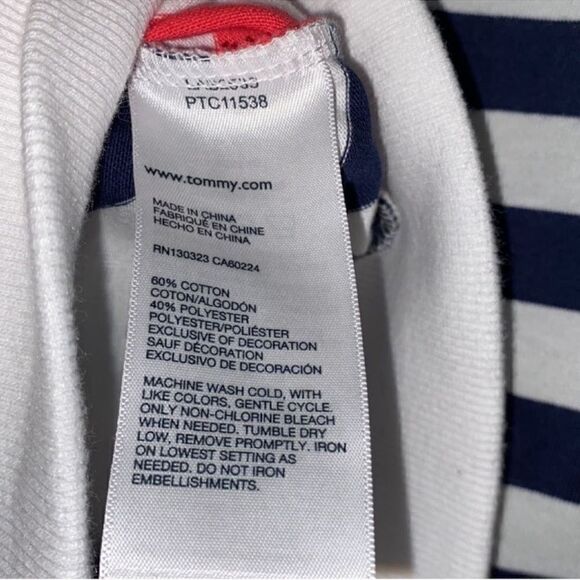 PTC11538
www.tommy.com
MADE IN CHINA
FABRIQUÉ EN CHINE
HECHO EN CHINA
RN130323 CA60224
60% COTTON
COTON/ALGODÓN
40% POLYESTER
POLYESTER/POLIÉSTER
EXCLUSIVE OF DECORATION
SAUF DÉCORATION
EXCLUSIVO DE DECORACIÓN
MACHINE WASH COLD, WITH
LIKE COLORS, GENTLE CYCLE.
ONLY NON-CHLORINE BLEACH
WHEN NEEDED. TUMBLE DRY
LOW, REMOVE PROMPTLY. IRON
ON LOWEST SETTING AS
NEEDED. DO NOT IRON
EMBELLISHMENTS.